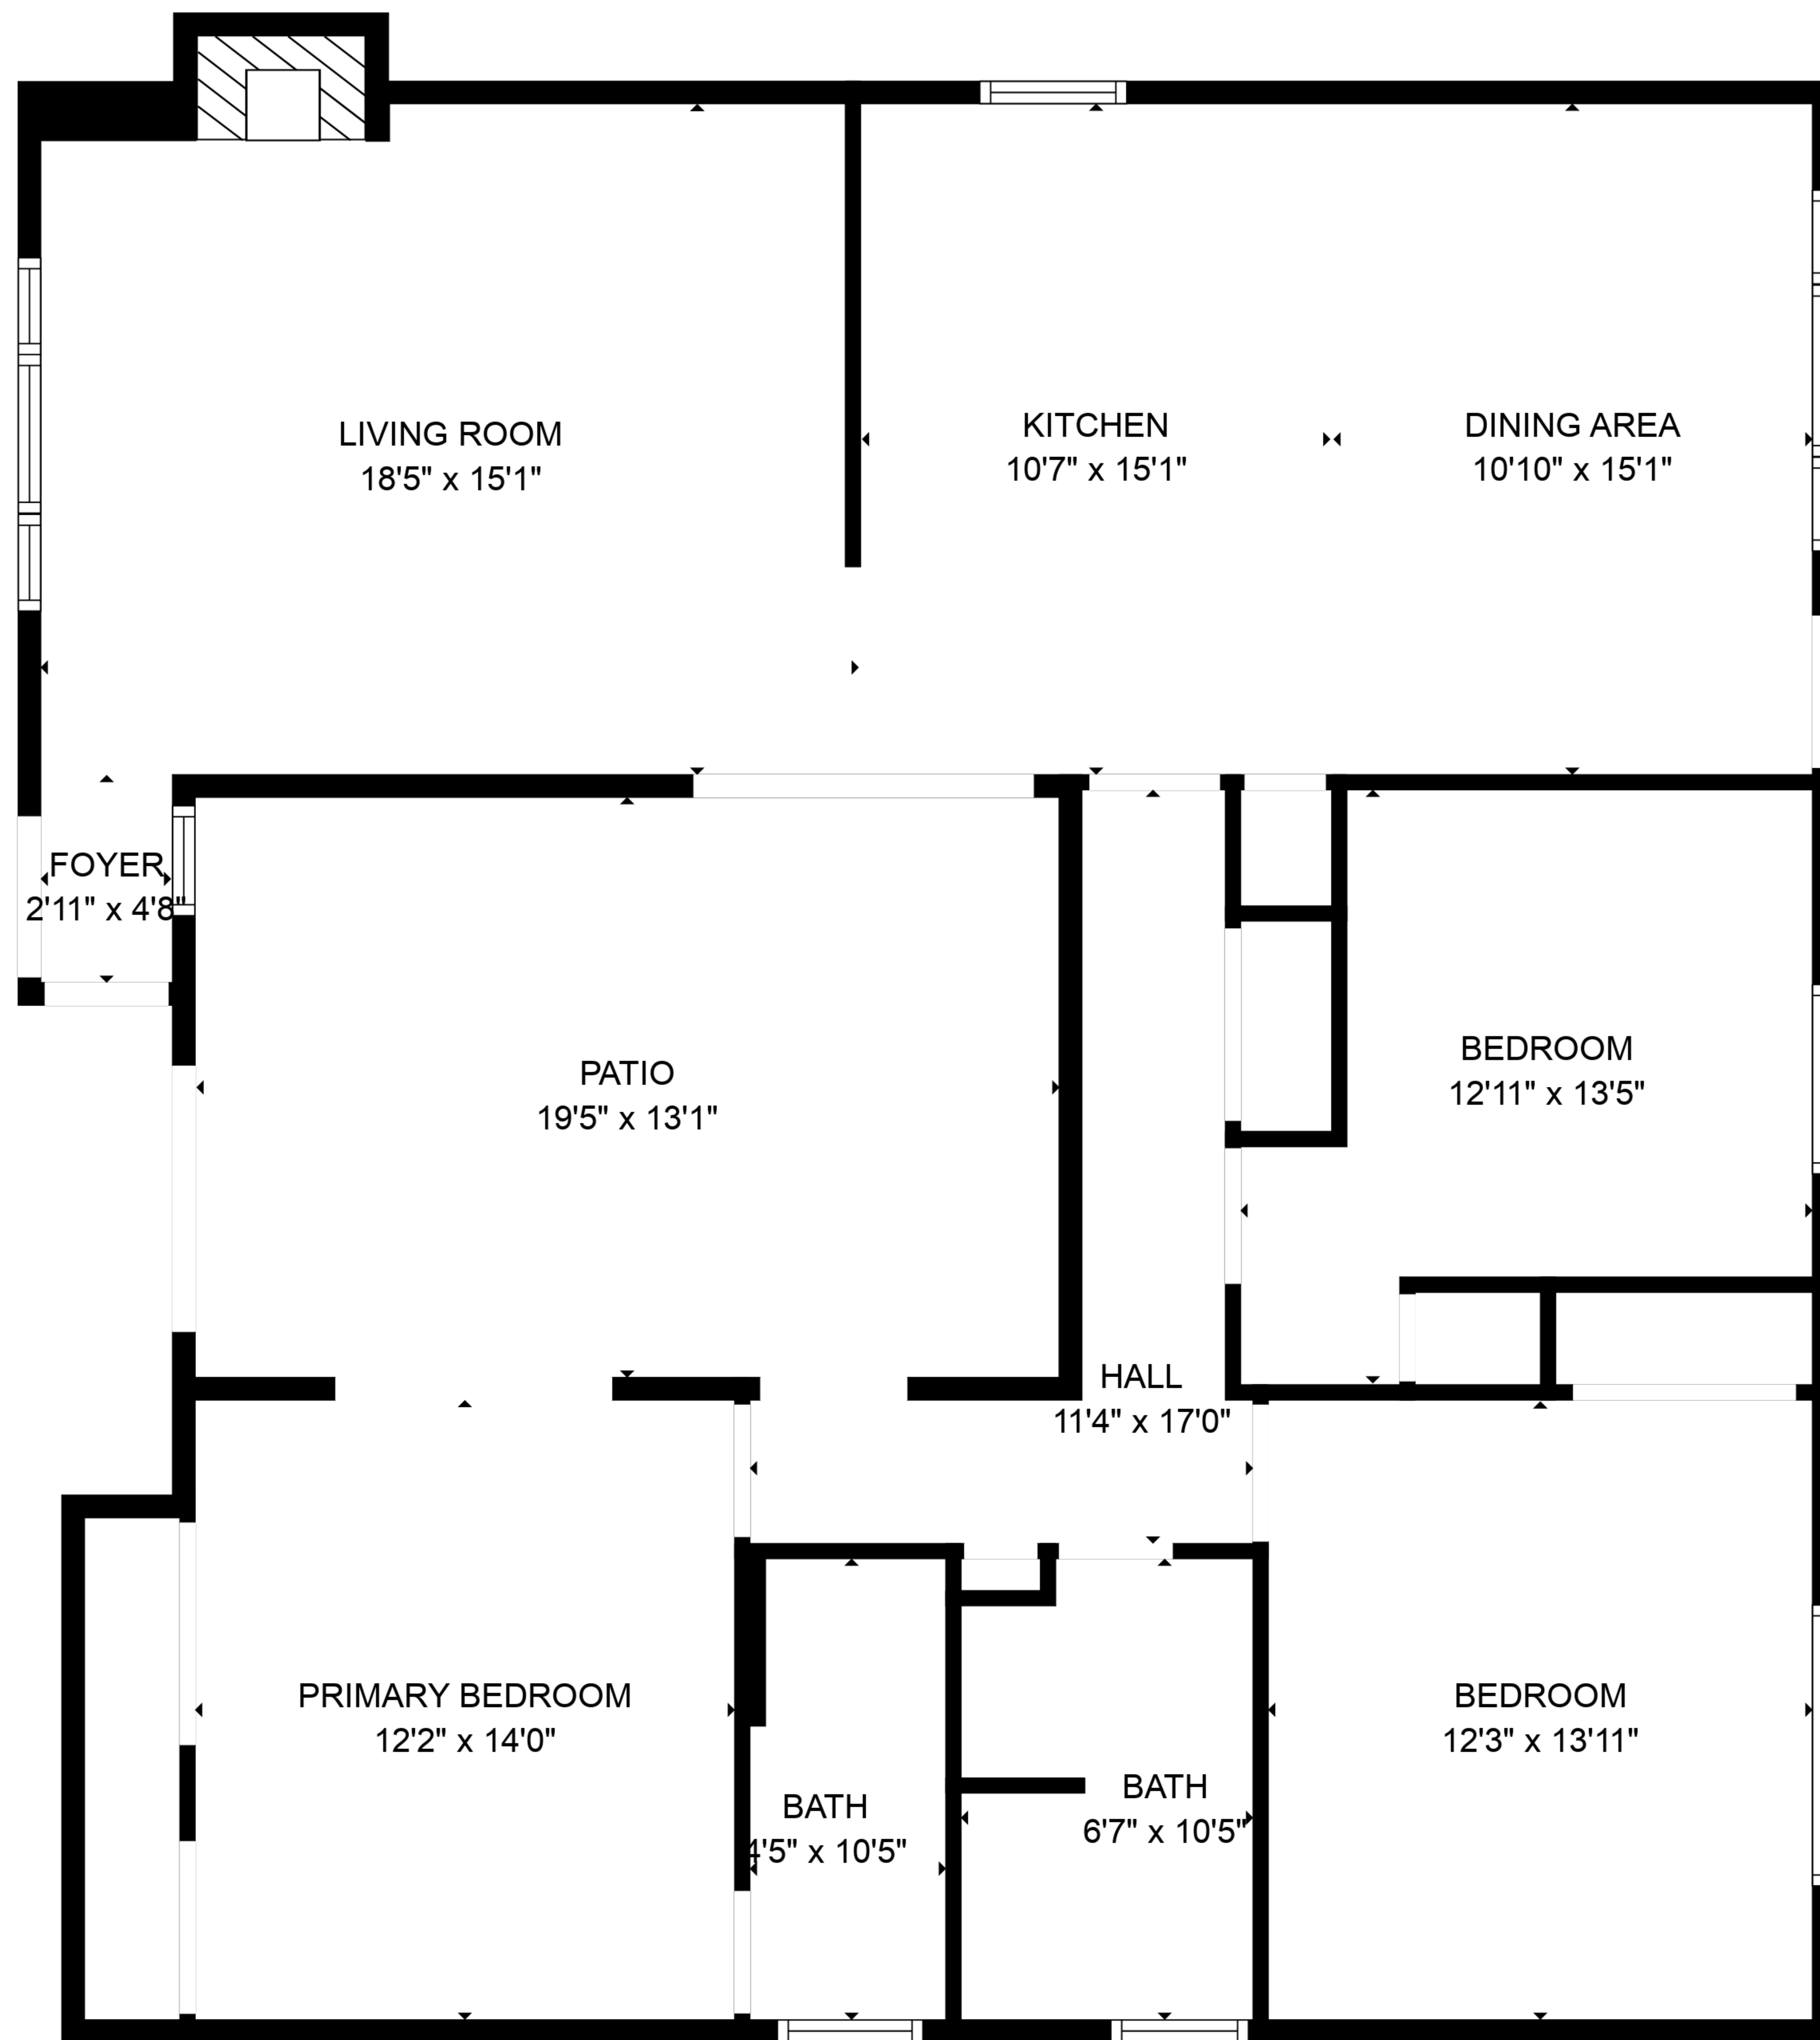 LIVING ROOM
18'5" x 15'1"
KITCHEN
10'7" x 15'1"
DINING AREA
10'10" x 15'1"
FOYER
2'11" x 4'8"
PATIO
19'5" x 13'1"
BEDROOM
12'11" x 13'5"
HALL
11'4" x 17'0"
PRIMARY BEDROOM
12'2" x 14'0"
BATH
4'5" x 10'5"
BATH
6'7" x 10'5"
BEDROOM
12'3" x 13'11"